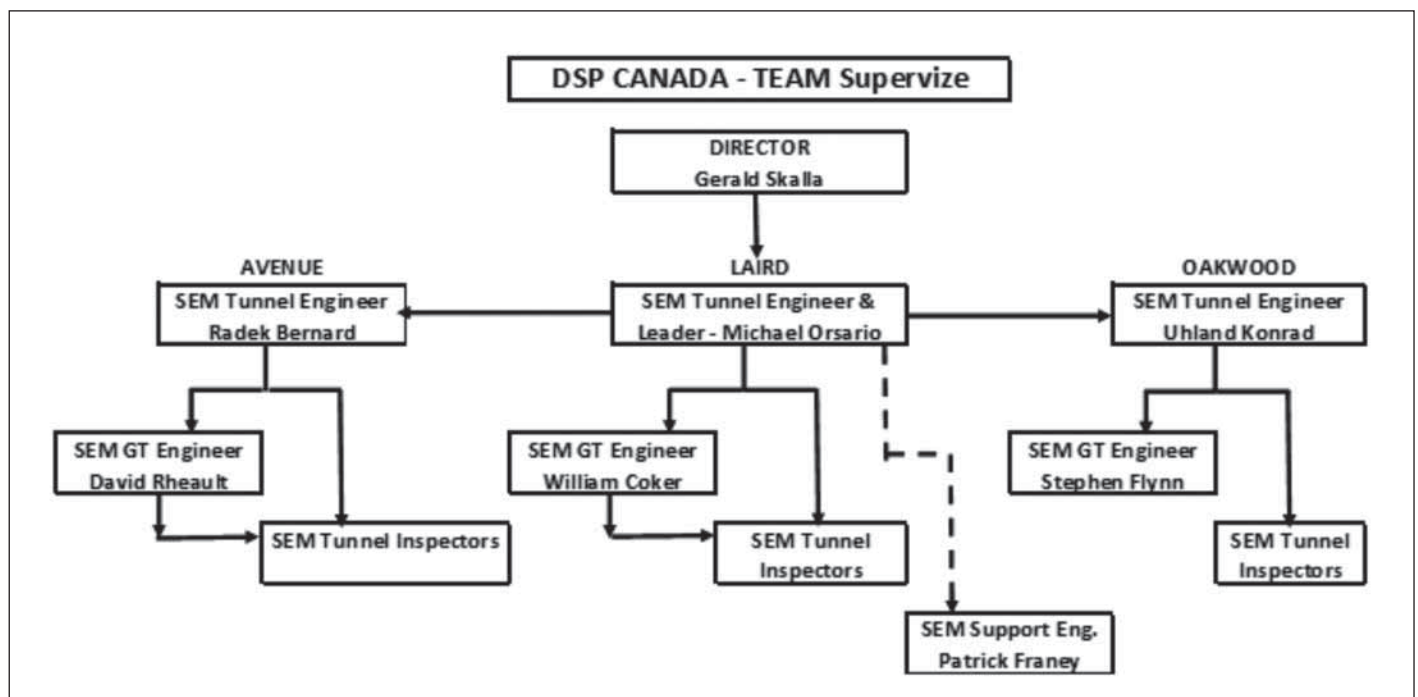 DSP CANADA - TEAM Supervize
DIRECTOR
Gerald Skalla
AVENUE
SEM Tunnel Engineer
Radek Bernard
LAIRD
SEM Tunnel Engineer &
Leader - Michael Orsario
OAKWOOD
SEM Tunnel Engineer
Uhland Konrad
SEM GT Engineer
David Rheault
SEM GT Engineer
William Coker
SEM GT Engineer
Stephen Flynn
SEM Tunnel Inspectors
SEM Tunnel
Inspectors
SEM Tunnel
Inspectors
SEM Support Eng.
Patrick Franey